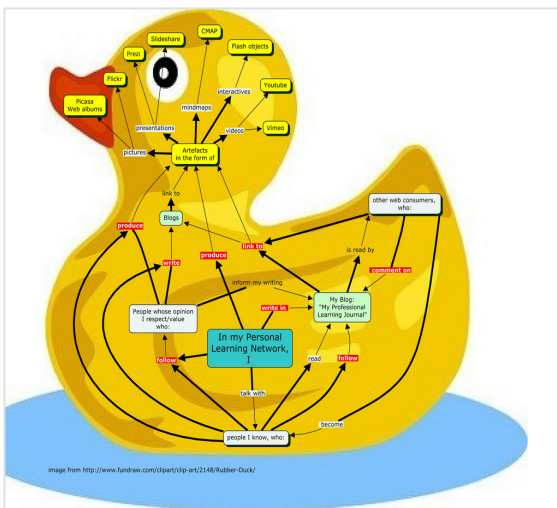 Slideshare
CMAP
Prezi
Flash objects
Flickr
Youtube
Picasa
Web albums
interactives
mindmaps
presentations
videos
Vimeo
pictures
Artefacts
in the form of
link to
other web consumers,
who:
Blogs
produce
link to
produce
is read by
write
comment on
inform my writing
My Blog:
"My Professional
Learning Journal"
People whose opinion
I respect/value
who:
write in
In my Personal
Learning Network,
I
follow
read
follow
talk with
become
people I know, who:
image from http://www.fundraw.com/clipart/clip-art/2148/Rubber-Duck/